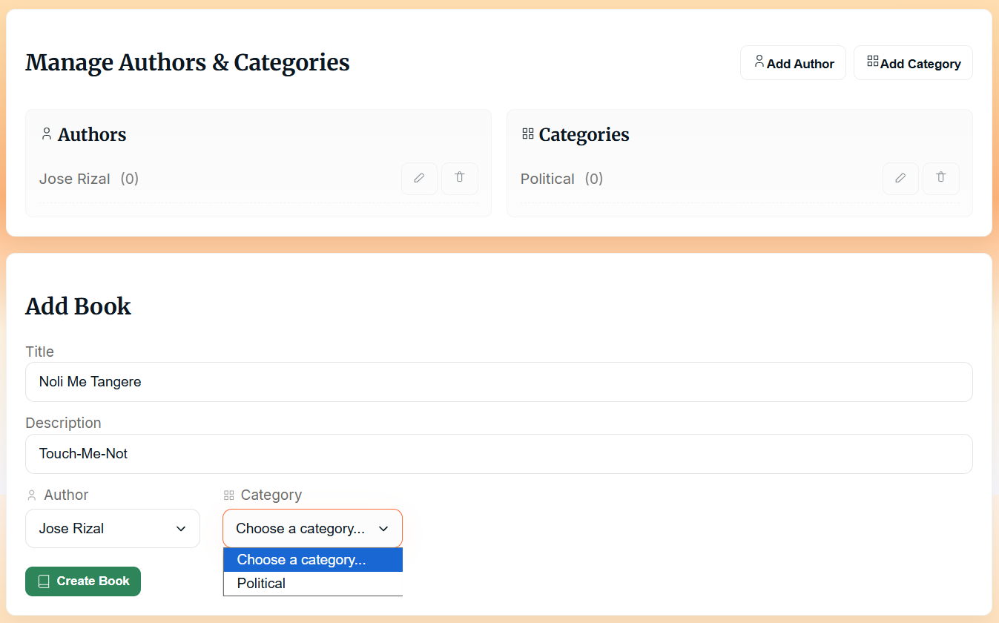 Manage Authors & Categories
Add Author
Add Category
Authors
Jose Rizal (0)
Categories
Political (0)
Add Book
Title
Noli Me Tangere
Description
Touch-Me-Not
Author
Category
Jose Rizal
Choose a category...
Choose a category...
Political
Create Book